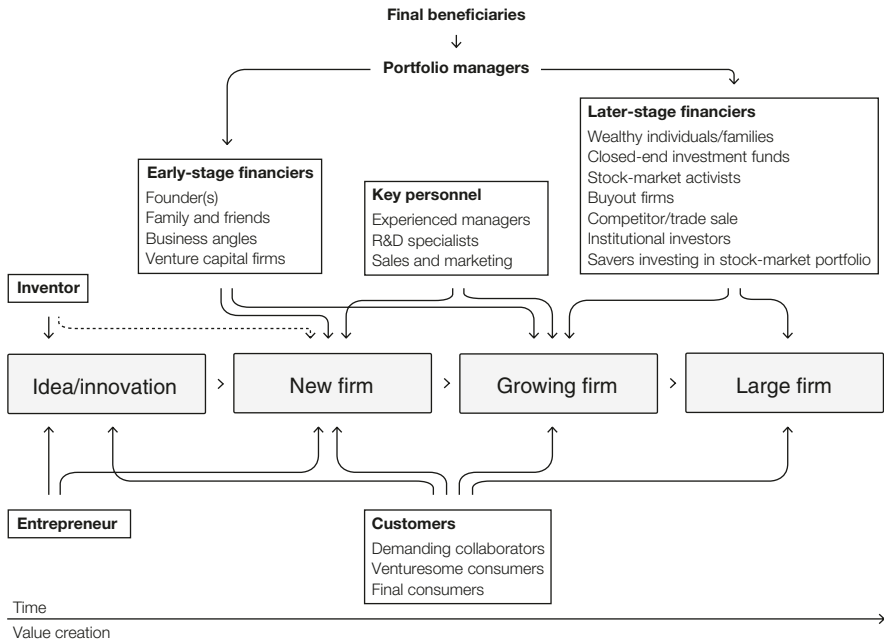 Final beneficiaries
Portfolio managers
Later-stage financiers
Wealthy individuals/families
Closed-end investment funds
Stock-market activists
Buyout firms
Competitor/trade sale
Institutional investors
Savers investing in stock-market portfolio
Early-stage financiers
Founder(s)
Family and friends
Business angles
Venture capital firms
Key personnel
Experienced managers
R&D specialists
Sales and marketing
Inventor
Idea/innovation > New firm > Growing firm > Large firm
Entrepreneur
Customers
Demanding collaborators
Venturesome consumers
Final consumers
Time
Value creation